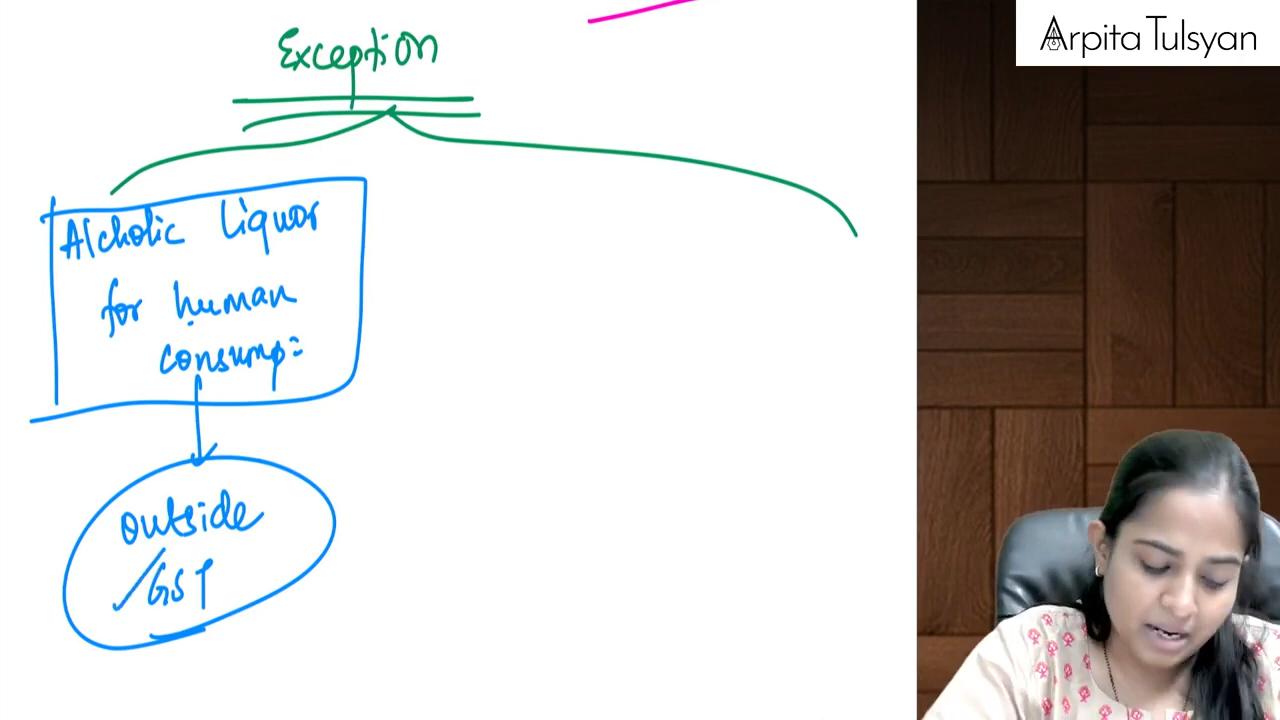 Arpita Tulsyan
Exception
Alcholic Liquor
for human
consump=
outside
GST